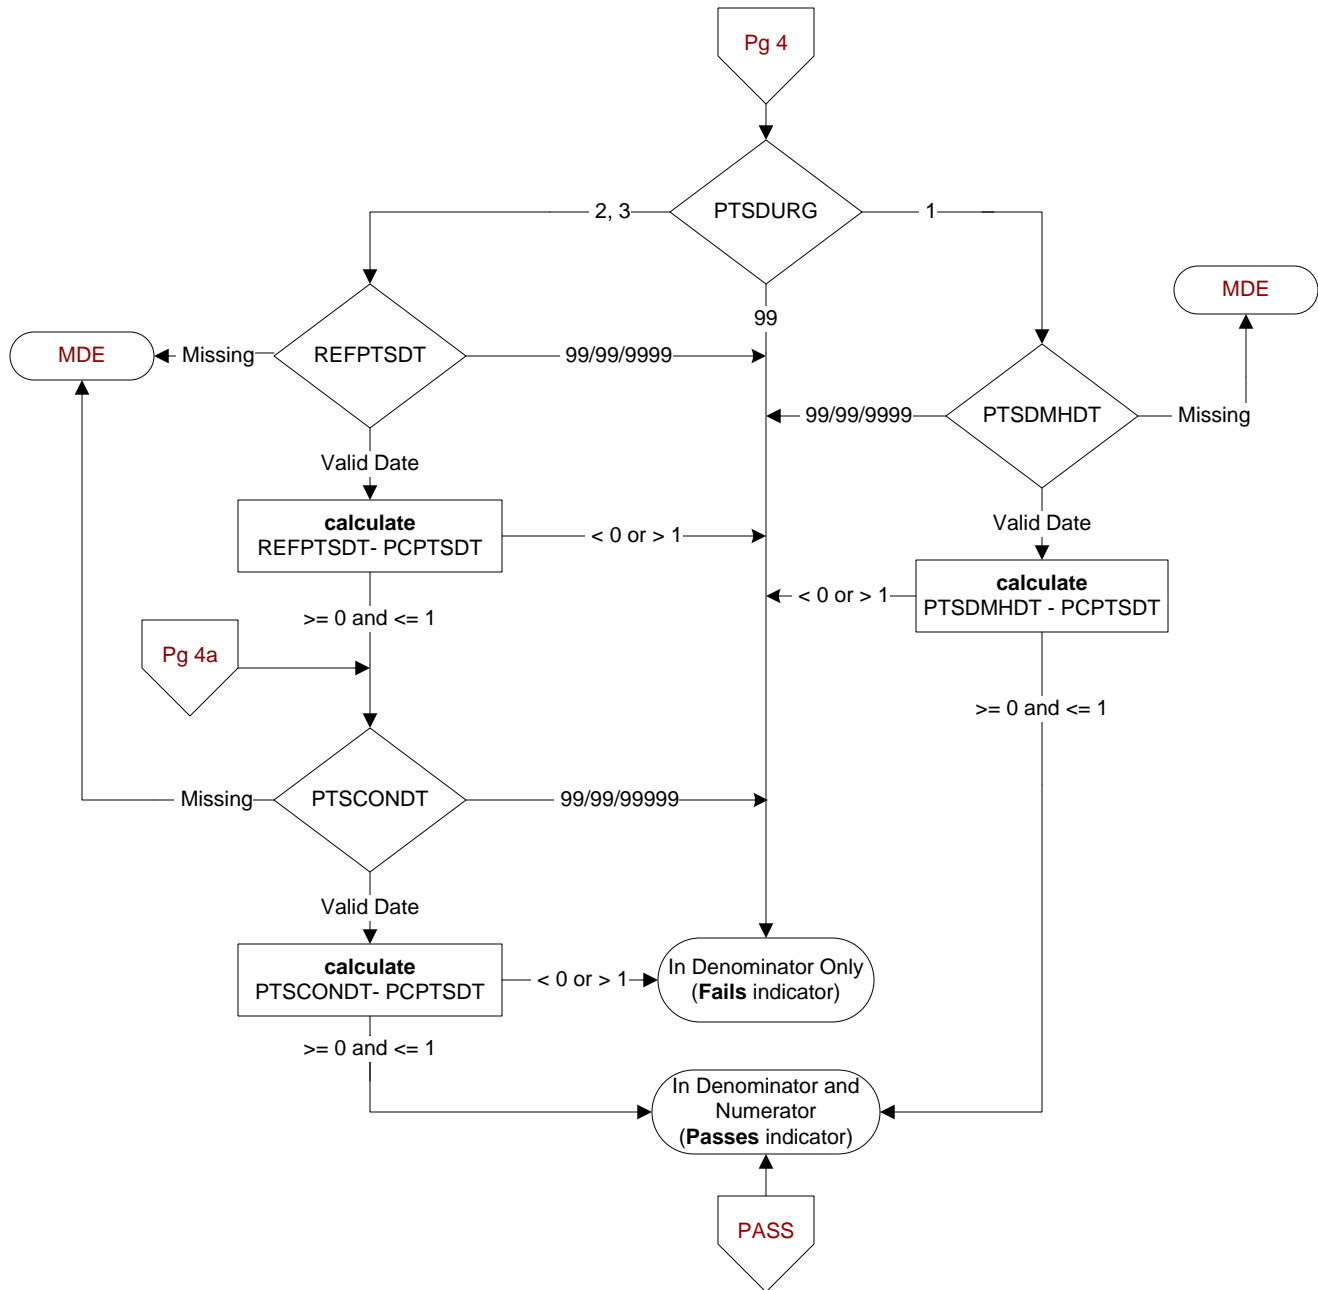 Pg 4
2, 3
PTSDURG
1
MDE
99
MDE
Missing
REFPTSDT
99/99/9999
99/99/9999
PTSDMHDT
Missing
Valid Date
calculate
REFPTSDT- PCPTSDT
< 0 or > 1
Valid Date
calculate
PTSDMHDT - PCPTSDT
< 0 or > 1
>= 0 and <= 1
Pg 4a
>= 0 and <= 1
Missing
PTSCONDT
99/99/99999
Valid Date
calculate
PTSCONDT- PCPTSDT
< 0 or > 1
In Denominator Only
(Fails indicator)
>= 0 and <= 1
In Denominator and
Numerator
(Passes indicator)
PASS